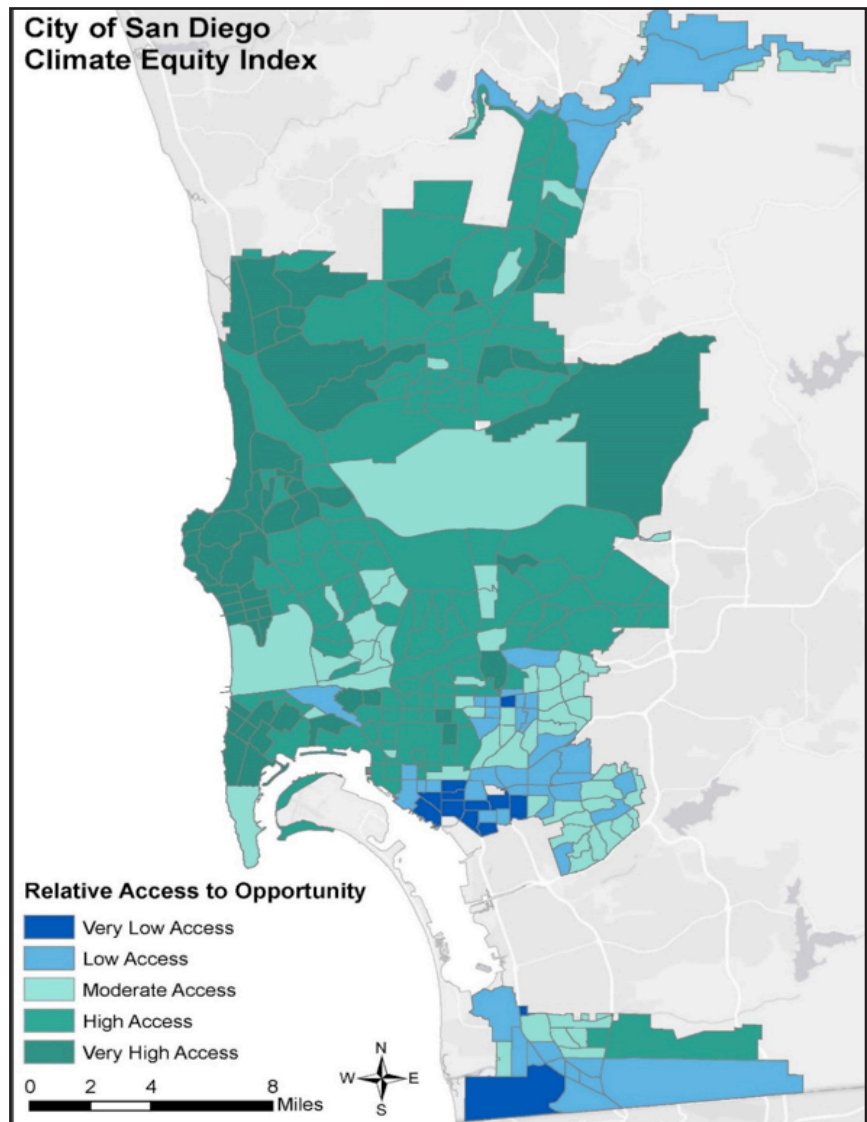 City of San Diego
Climate Equity Index
Relative Access to Opportunity
Very Low Access
Low Access
Moderate Access
High Access
Very High Access
N
W E
S
0 2 4 8
Miles